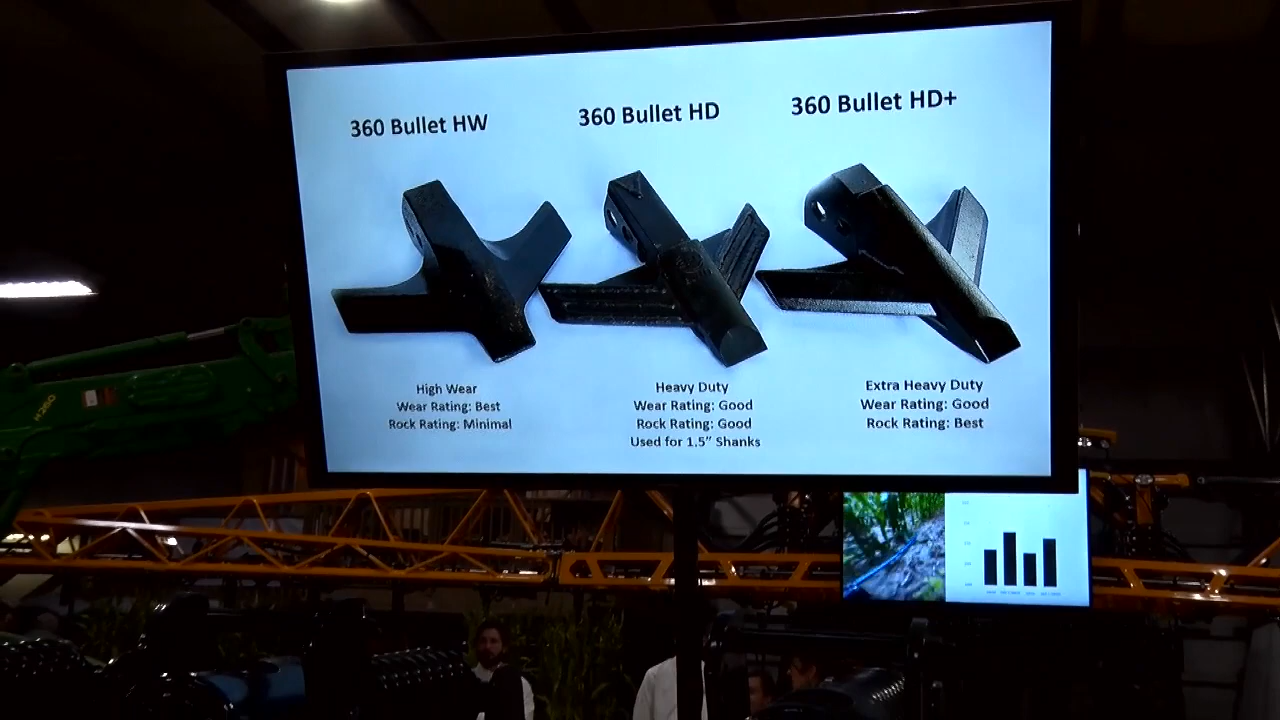 360 Bullet HW
360 Bullet HD
360 Bullet HD+
High Wear
Wear Rating: Best
Rock Rating: Minimal
Heavy Duty
Wear Rating: Good
Rock Rating: Good
Used for 1.5” Shanks
Extra Heavy Duty
Wear Rating: Good
Rock Rating: Best
H260